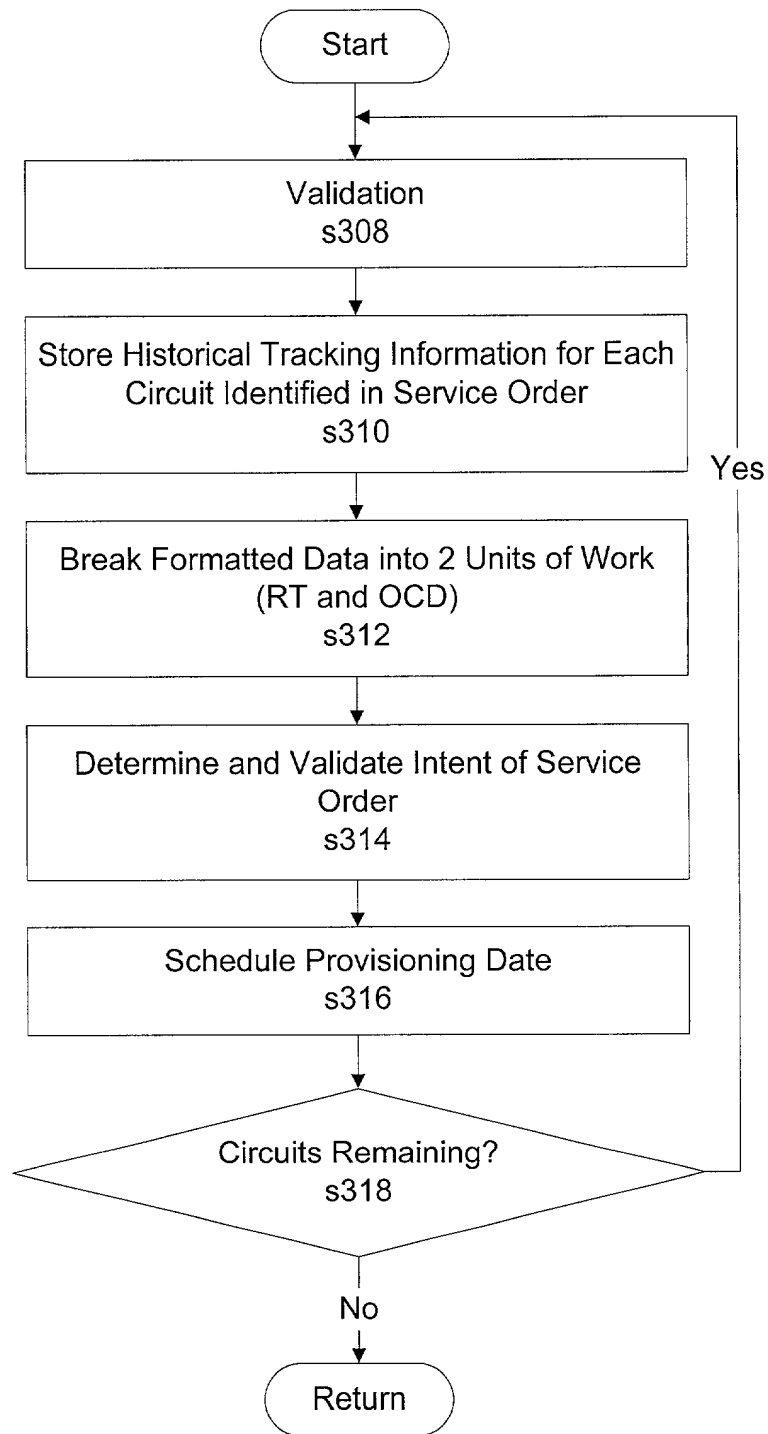 Start
Validation
s308
Store Historical Tracking Information for Each
Circuit Identified in Service Order
s310
Yes
Break Formatted Data into 2 Units of Work
(RT and OCD)
s312
Determine and Validate Intent of Service
Order
s314
Schedule Provisioning Date
s316
Circuits Remaining?
s318
No
Return